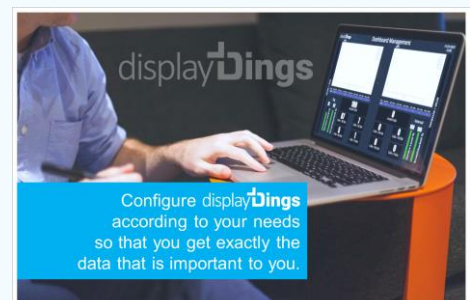 displayDings
Dashboard Management
Configure displayDings
according to your needs
so that you get exactly the
data that is important to you.